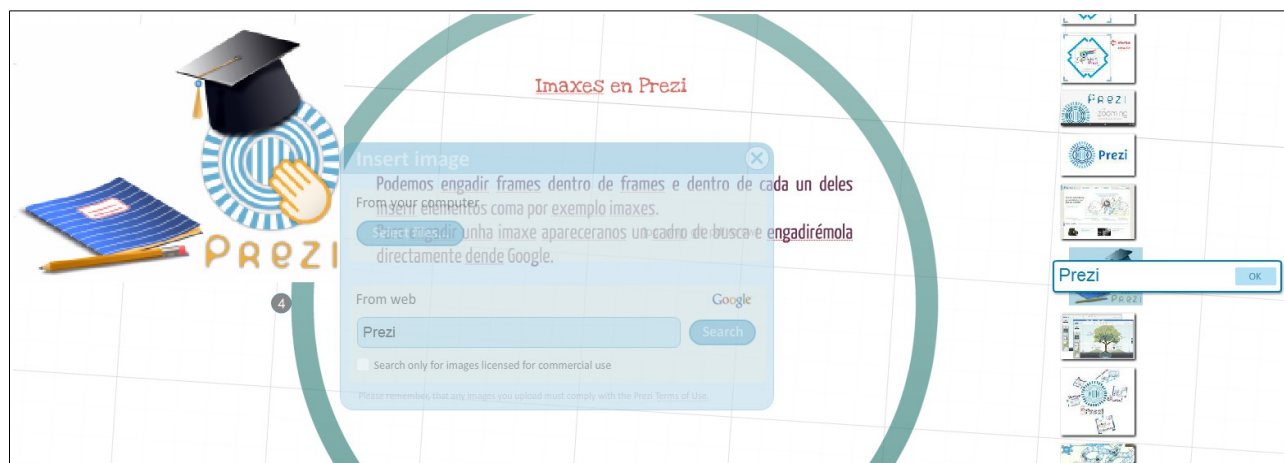 Imaxes en Prezi
Insert image
Podemos engadir frames dentro de frames e dentro de cada un deles
From your computer
inserir elementos coma por exemplo imaxes.
Para engadir unha imaxe apareceranos un cadro de busca e engadirémola
directamente dende Google.
From web
Google
Prezi
Search
Search only for images licensed for commercial use
Please remember, that any images you upload must comply with the Prezi Terms of Use.
PREZI
4
PREZI
zooming
Prezi
Prezi
OK
PREZI